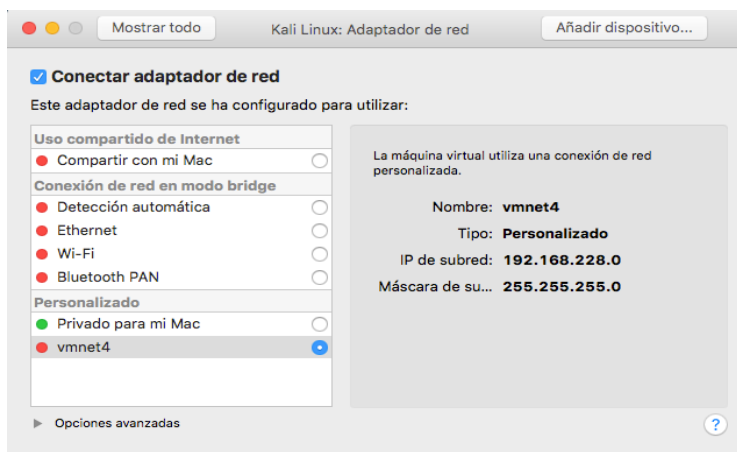 Mostrar todo
Kali Linux: Adaptador de red
Añadir dispositivo...
Conectar adaptador de red
Este adaptador de red se ha configurado para utilizar:
Uso compartido de Internet
Compartir con mi Mac
Conexión de red en modo bridge
Detección automática
Ethernet
Wi-Fi
Bluetooth PAN
Personalizado
Privado para mi Mac
vmnet4
La máquina virtual utiliza una conexión de red
personalizada.
Nombre: vmnet4
Tipo: Personalizado
IP de subred: 192.168.228.0
Máscara de su... 255.255.255.0
Opciones avanzadas
?